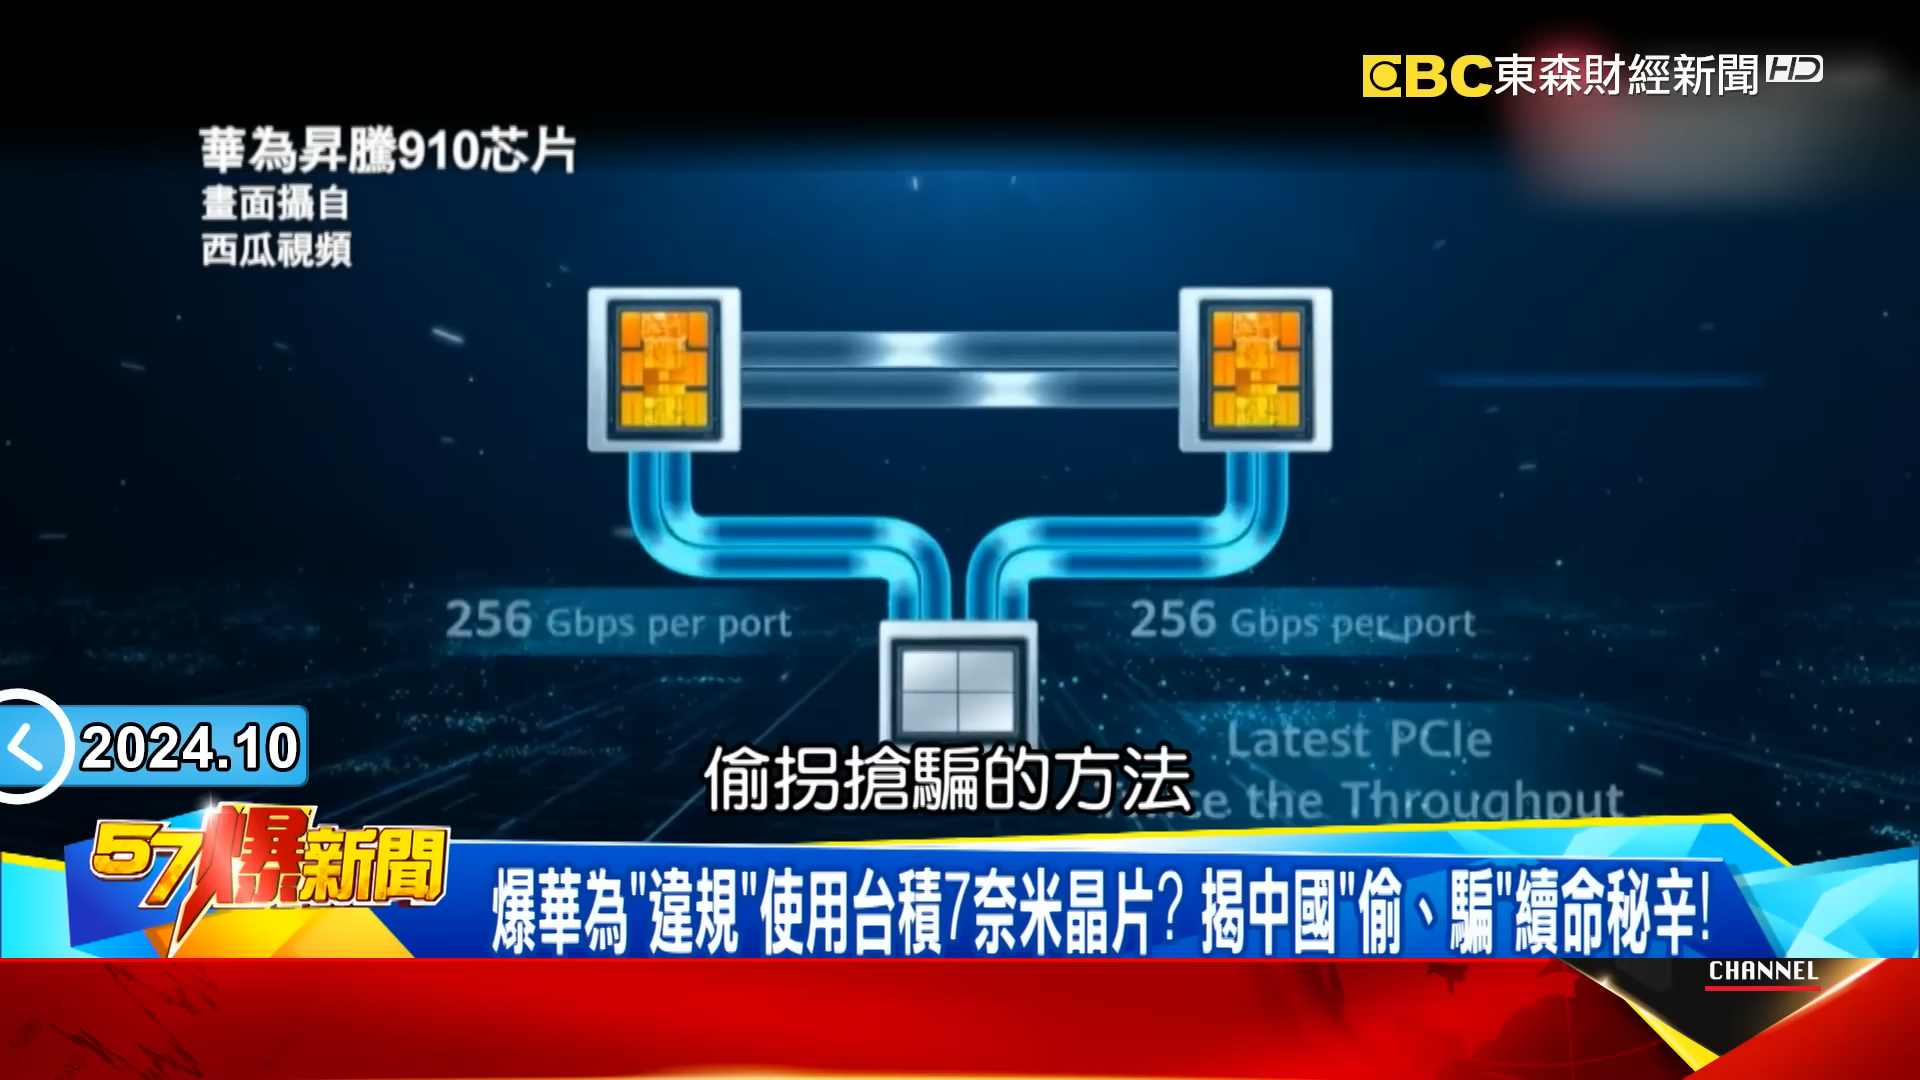 EBC東森財經新聞HD
華為昇騰910芯片
畫面攝自
西瓜視頻
256 Gbps per port
256 Gbps per port
Latest PCIe
the Throughput
2024.10
偷拐搶騙的方法
57爆新聞
爆華為"違規"使用台積7奈米晶片? 揭中國"偷、騙"續命秘辛!
CHANNEL